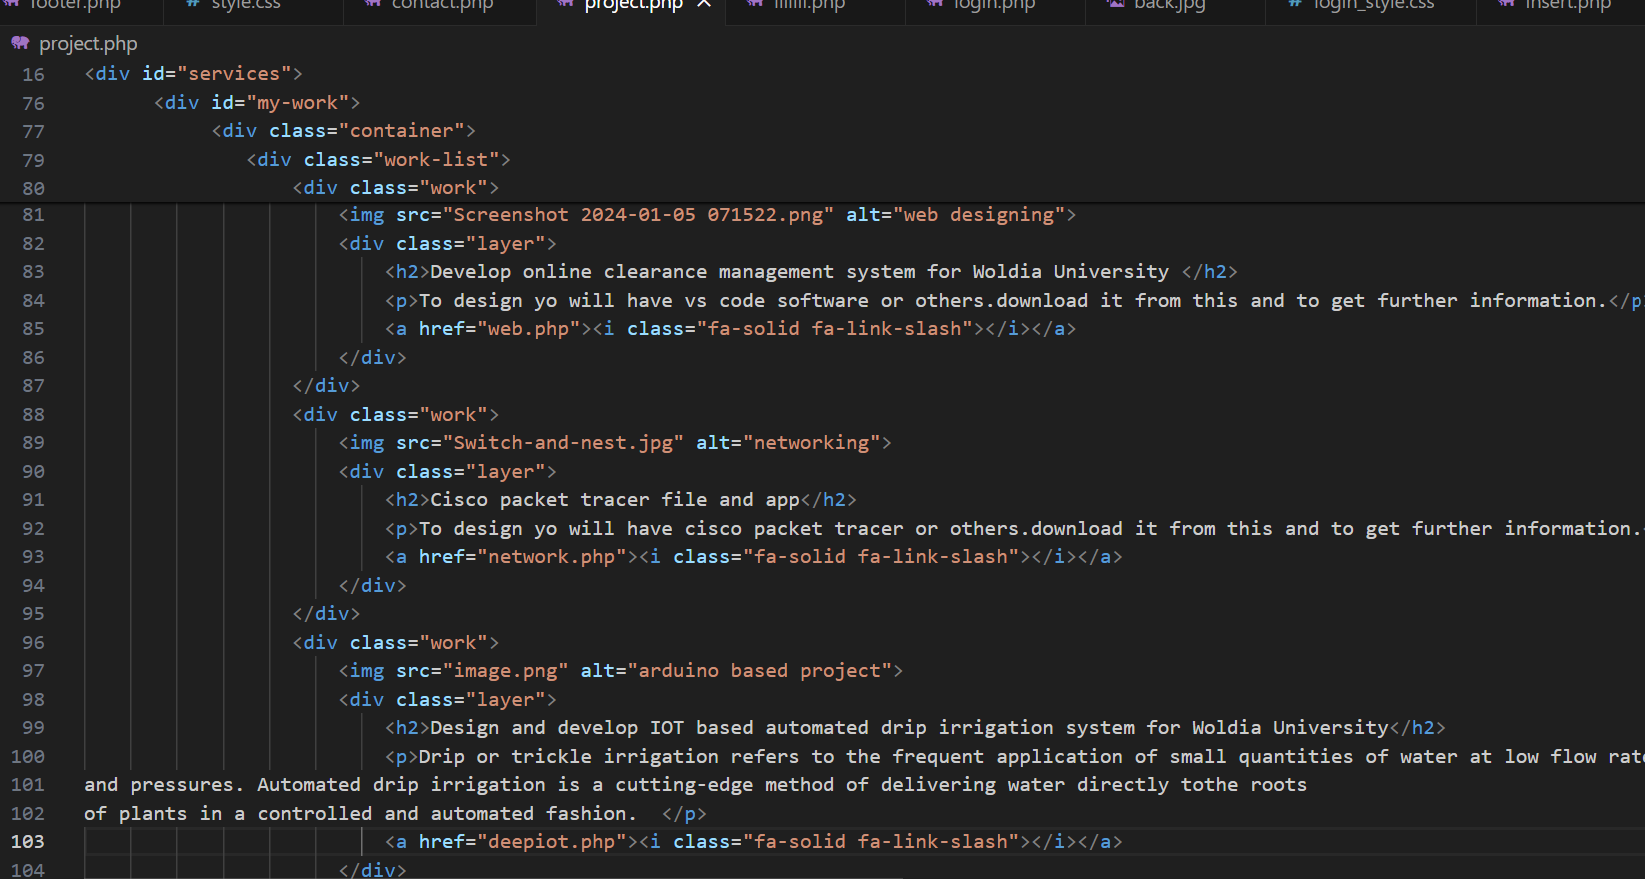 footer.php style.css contact.php project.php login.php back.jpg login_style.css insert.php
project.php
16 <div id="services">
76 <div id="my-work">
77 <div class="container">
79 <div class="work-list">
80 <div class="work">
81 <img src="Screenshot 2024-01-05 071522.png" alt="web designing">
82 <div class="layer">
83 <h2>Develop online clearance management system for Woldia University </h2>
84 <p>To design yo will have vs code software or others.download it from this and to get further information.</p
85 <a href="web.php"><i class="fa-solid fa-link-slash"></i></a>
86 </div>
87 </div>
88 <div class="work">
89 <img src="Switch-and-nest.jpg" alt="networking">
90 <div class="layer">
91 <h2>Cisco packet tracer file and app</h2>
92 <p>To design yo will have cisco packet tracer or others.download it from this and to get further information.
93 <a href="network.php"><i class="fa-solid fa-link-slash"></i></a>
94 </div>
95 </div>
96 <div class="work">
97 <img src="image.png" alt="arduino based project">
98 <div class="layer">
99 <h2>Design and develop IOT based automated drip irrigation system for Woldia University</h2>
100 <p>Drip or trickle irrigation refers to the frequent application of small quantities of water at low flow rate
101 and pressures. Automated drip irrigation is a cutting-edge method of delivering water directly tothe roots
102 of plants in a controlled and automated fashion.  </p>
103 <a href="deepiot.php"><i class="fa-solid fa-link-slash"></i></a>
104 </div>